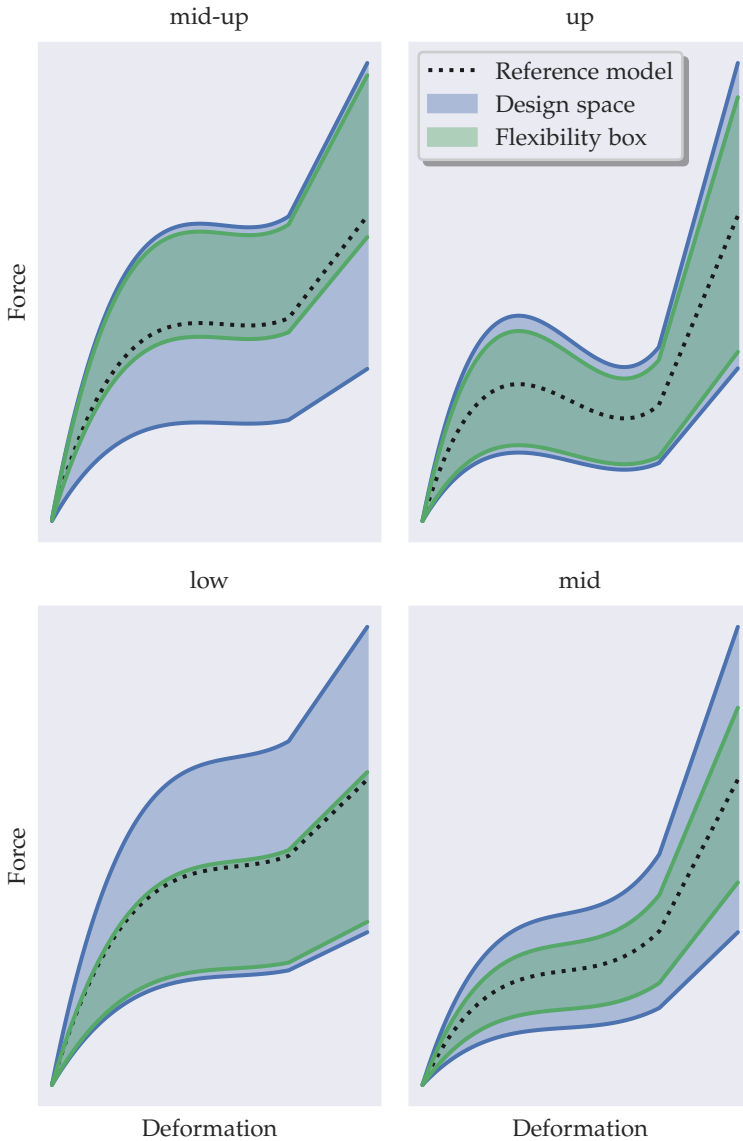 mid-up
up
Reference model
Design space
Flexibility box
Force
low
mid
Force
Deformation
Deformation